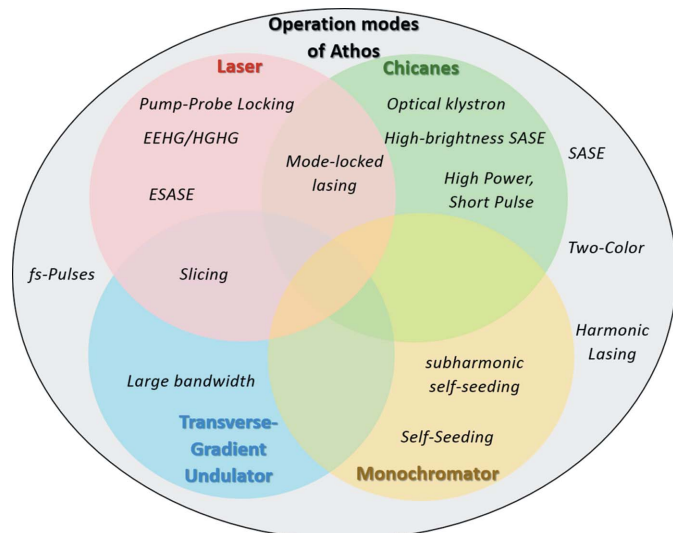 Operation modes
of Athos
Laser
Chicanes
Pump-Probe Locking
Optical klystron
EEHG/HGHG
High-brightness SASE
SASE
Mode-locked
lasing
ESASE
High Power,
Short Pulse
Two-Color
fs-Pulses
Slicing
Harmonic
Lasing
subharmonic
self-seeding
Large bandwidth
Transverse-
Gradient
Undulator
Self-Seeding
Monochromator